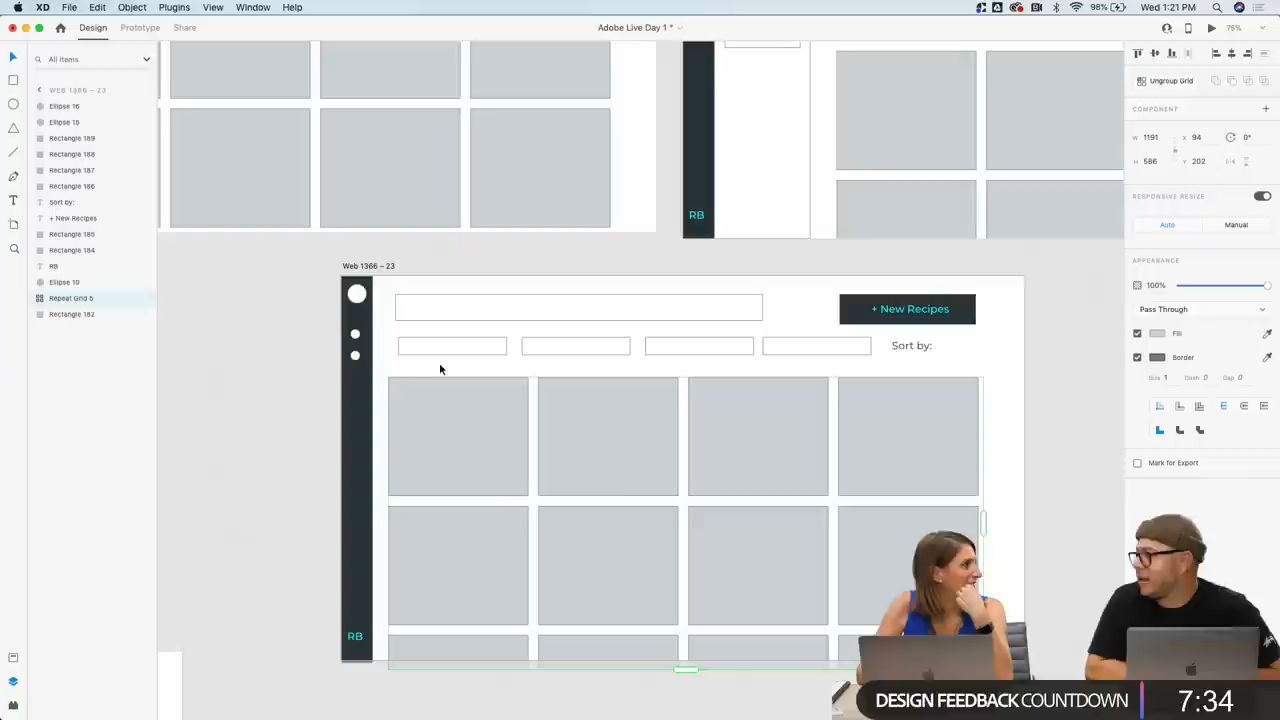 XD File Edit Object Plugins View Window Help
98% Wed 1:21 PM
Design Prototype Share
Adobe Live Day 1 *
75%
All Items
WEB 1366 – 23
Ellipse 16
Ellipse 15
Rectangle 189
Rectangle 188
Rectangle 187
Rectangle 186
Sort by:
+ New Recipes
Rectangle 185
Rectangle 184
RB
Ellipse 10
Repeat Grid 5
Rectangle 182
RB
Web 1366 – 23
+ New Recipes
Sort by:
RB
Ungroup Grid
COMPONENT
W 1191 X 94 0°
H 586 Y 202
RESPONSIVE RESIZE
Auto Manual
APPEARANCE
100%
Pass Through
Fill
Border
Size 1 Dash 0 Gap 0
Mark for Export
DESIGN FEEDBACK COUNTDOWN 7:34